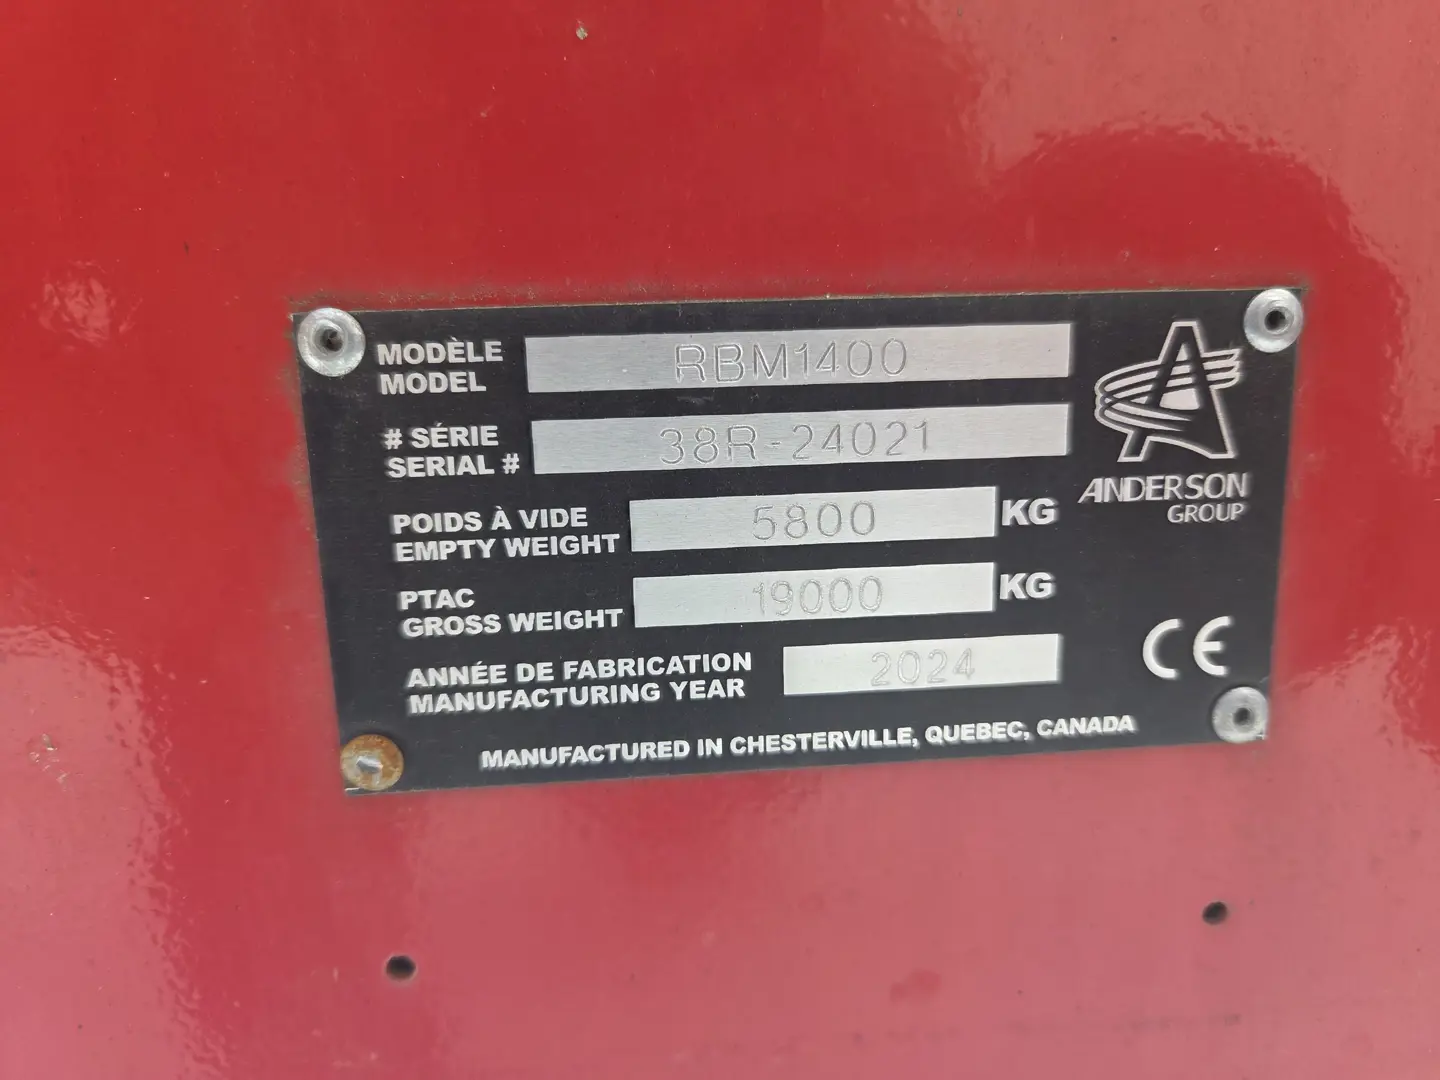 MODÈLE
MODEL
RBM1400
# SÉRIE
SERIAL #
38R-24021
POIDS À VIDE
EMPTY WEIGHT
5800 KG
PTAC
GROSS WEIGHT
19000 KG
ANNÉE DE FABRICATION
MANUFACTURING YEAR
2024
MANUFACTURED IN CHESTERVILLE, QUEBEC, CANADA
ANDERSON
GROUP
CE